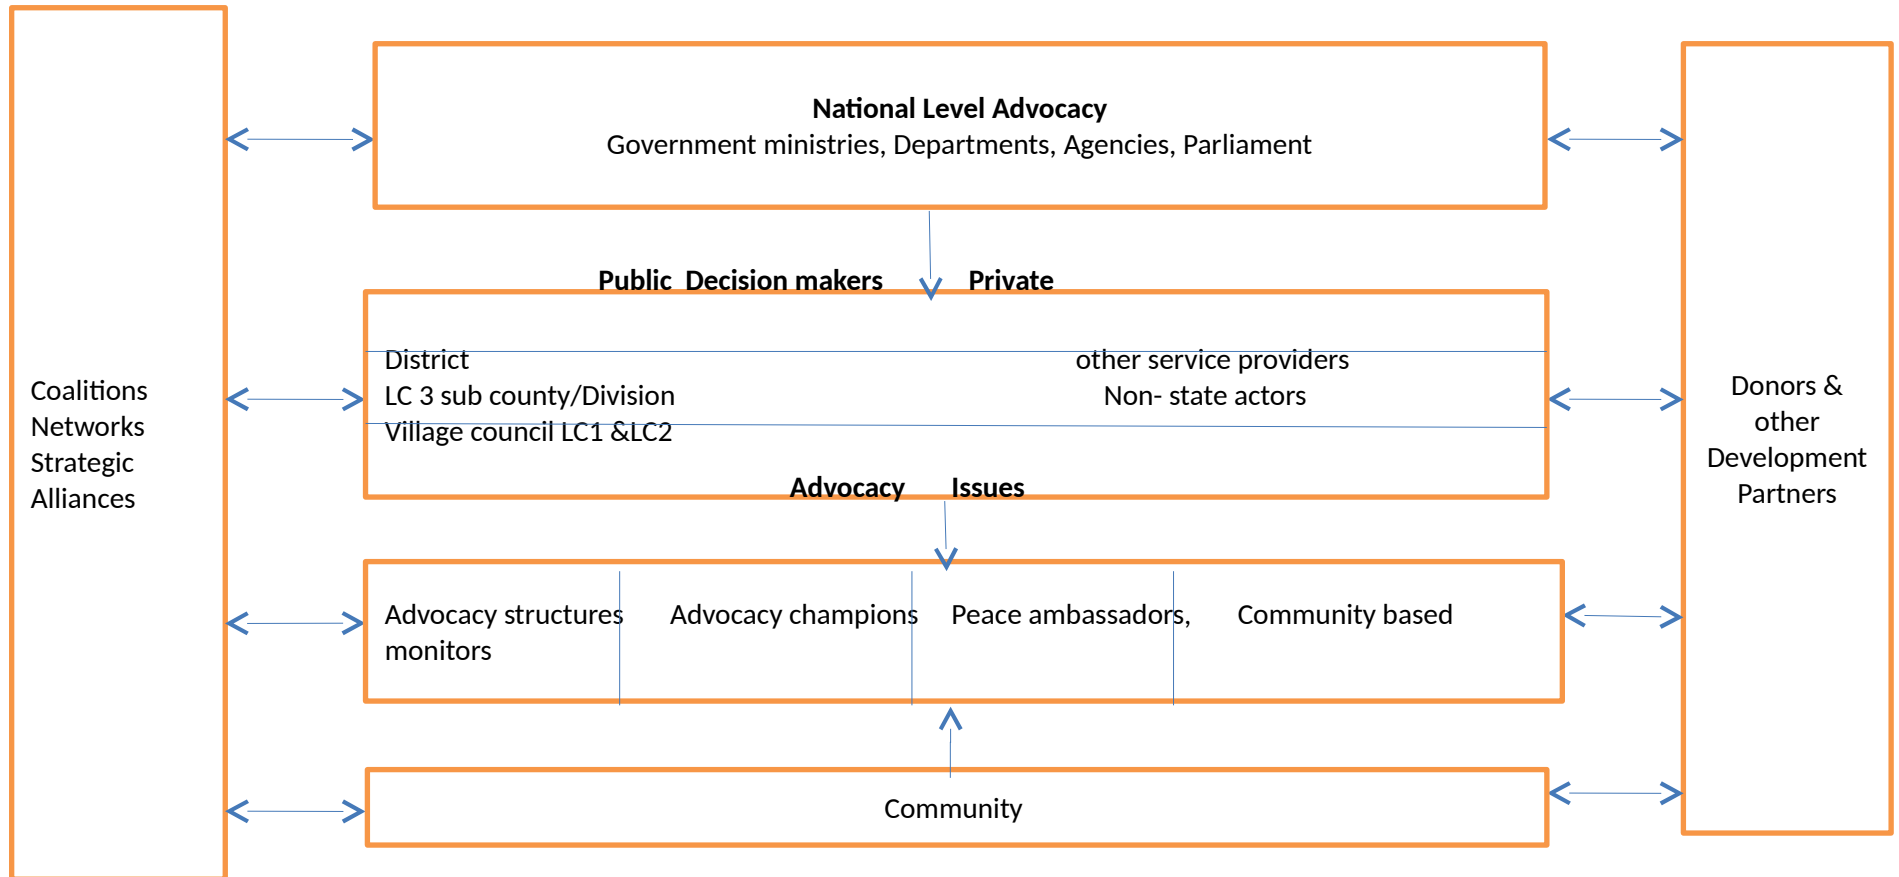 National Level Advocacy
Government ministries, Departments, Agencies, Parliament
Public  Decision makers Private
District other service providers
LC 3 sub county/Division Non- state actors
Village council LC1 &LC2
Advocacy Issues
Advocacy structures Advocacy champions Peace ambassadors, Community based
monitors
Community
Coalitions
Networks
Strategic
Alliances
Donors &
other
Development
Partners